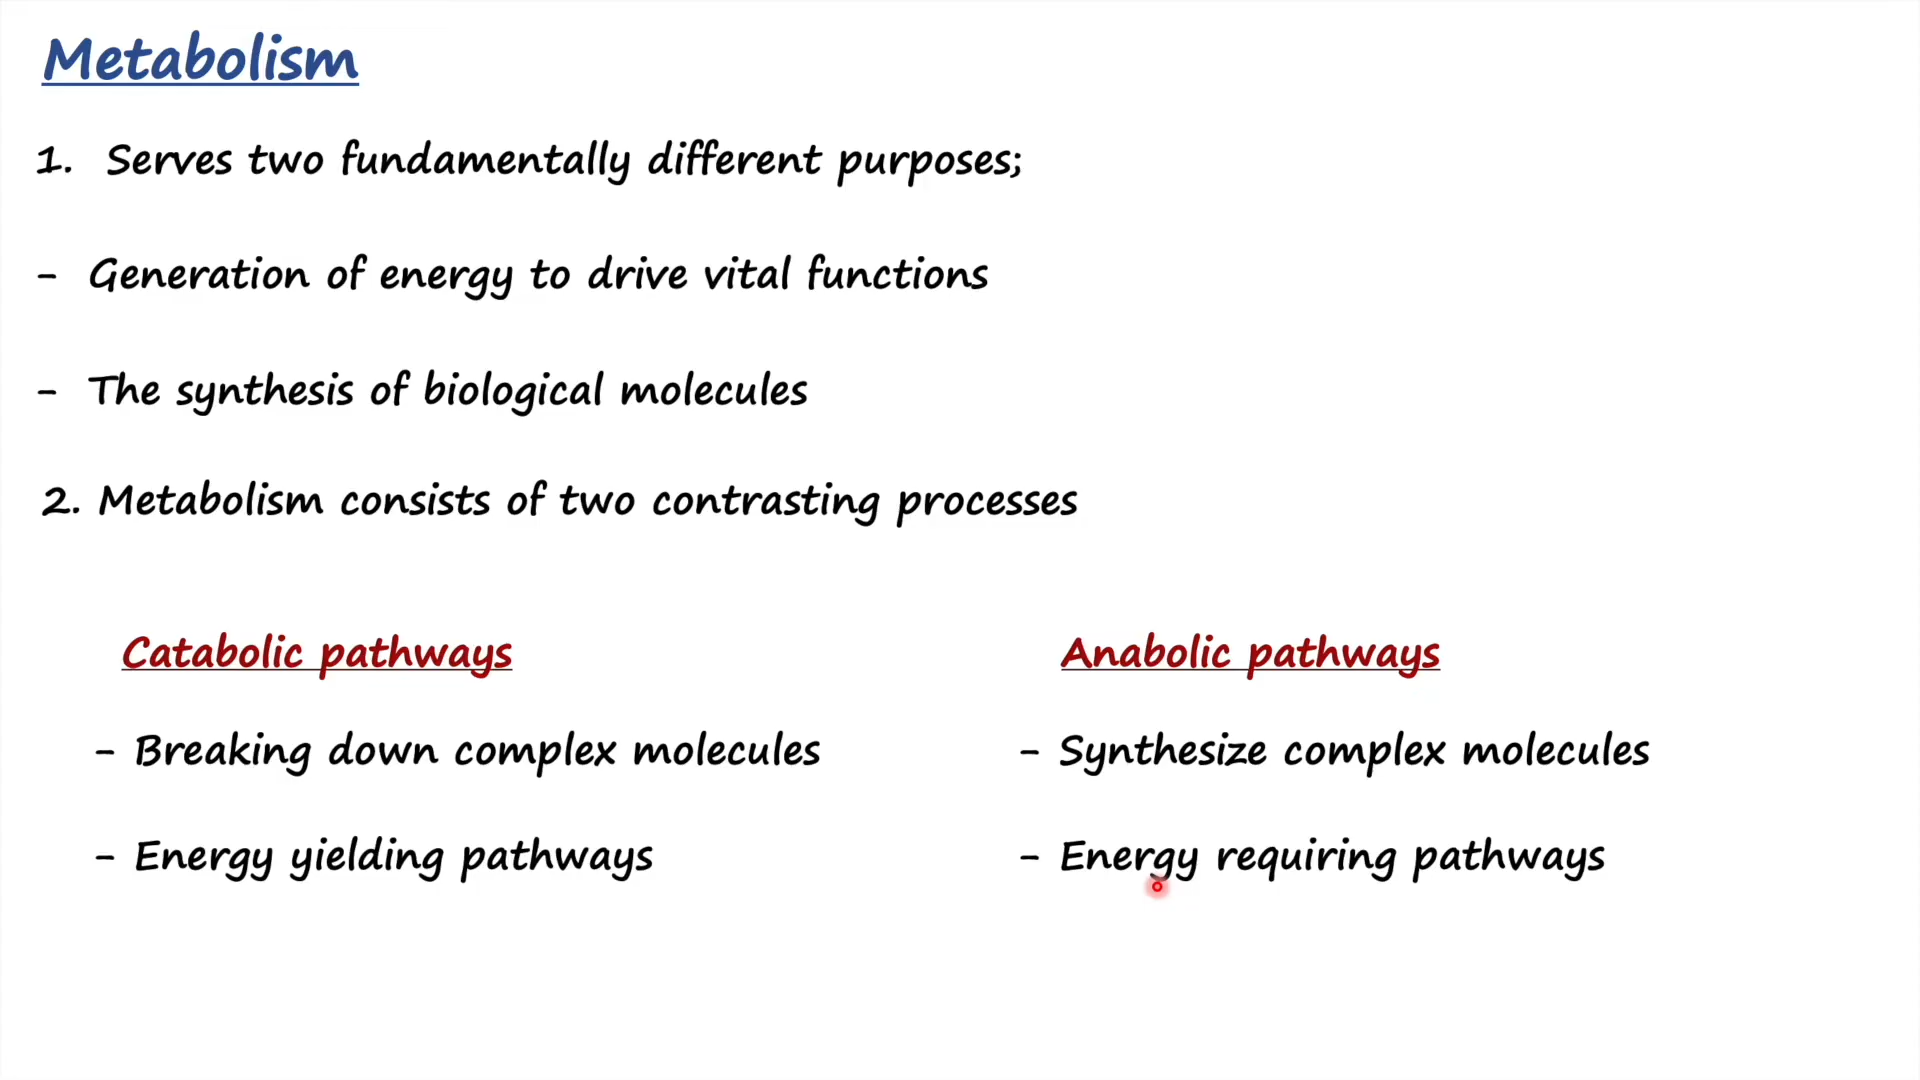 Metabolism
1. Serves two fundamentally different purposes;
- Generation of energy to drive vital functions
- The synthesis of biological molecules
2. Metabolism consists of two contrasting processes
Catabolic pathways
- Breaking down complex molecules
- Energy yielding pathways
Anabolic pathways
- Synthesize complex molecules
- Energy requiring pathways